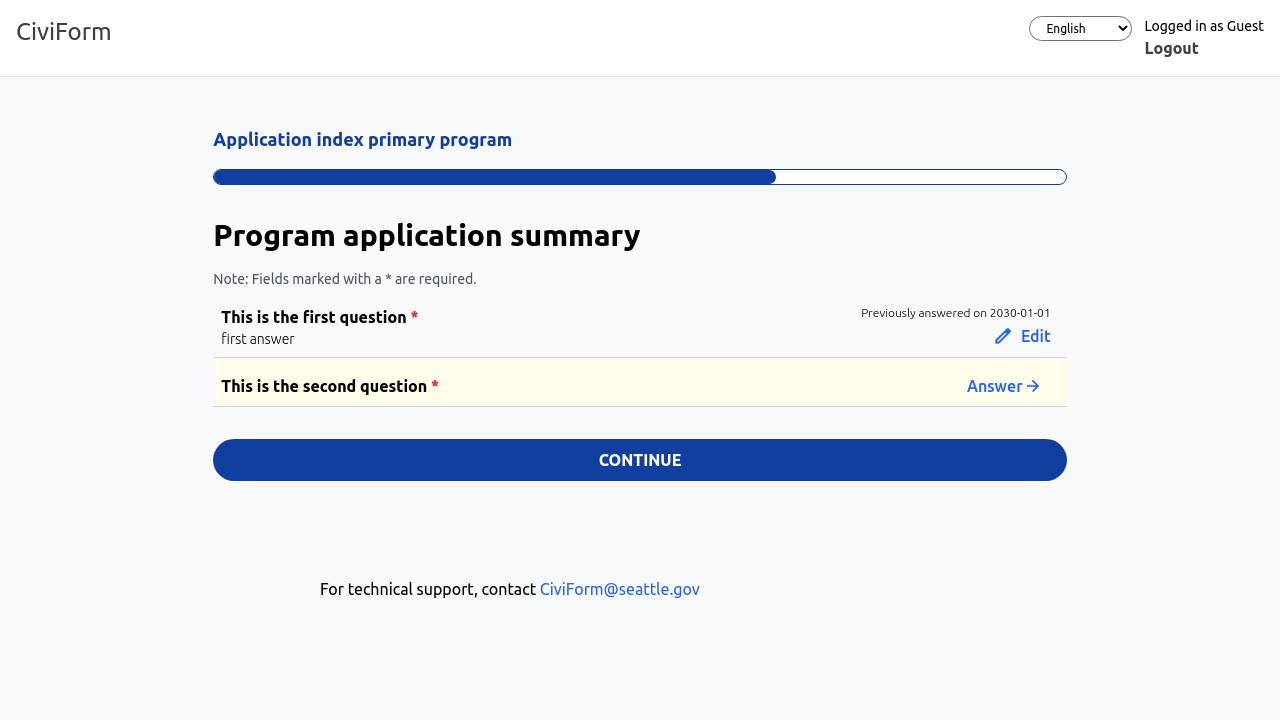 CiviForm
English
Logged in as Guest
Logout
Application index primary program
Program application summary
Note: Fields marked with a * are required.
This is the first question *
Previously answered on 2030-01-01
first answer
Edit
This is the second question *
Answer→
CONTINUE
For technical support, contact CiviForm@seattle.gov